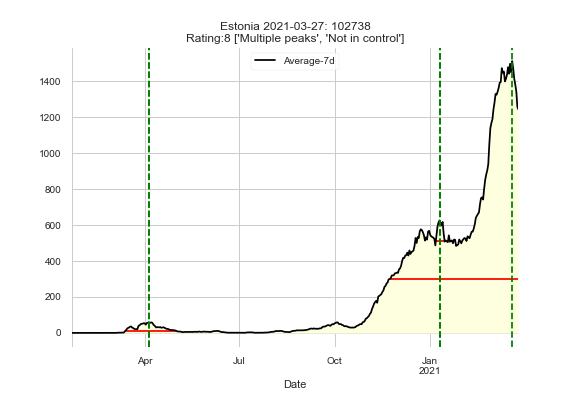 Estonia 2021-03-27: 102738
Rating:8 ['Multiple peaks', 'Not in control']
Average-7d
1400
1200
1000
800
600
400
200
0
Apr
Jul
Oct
Jan
2021
Date